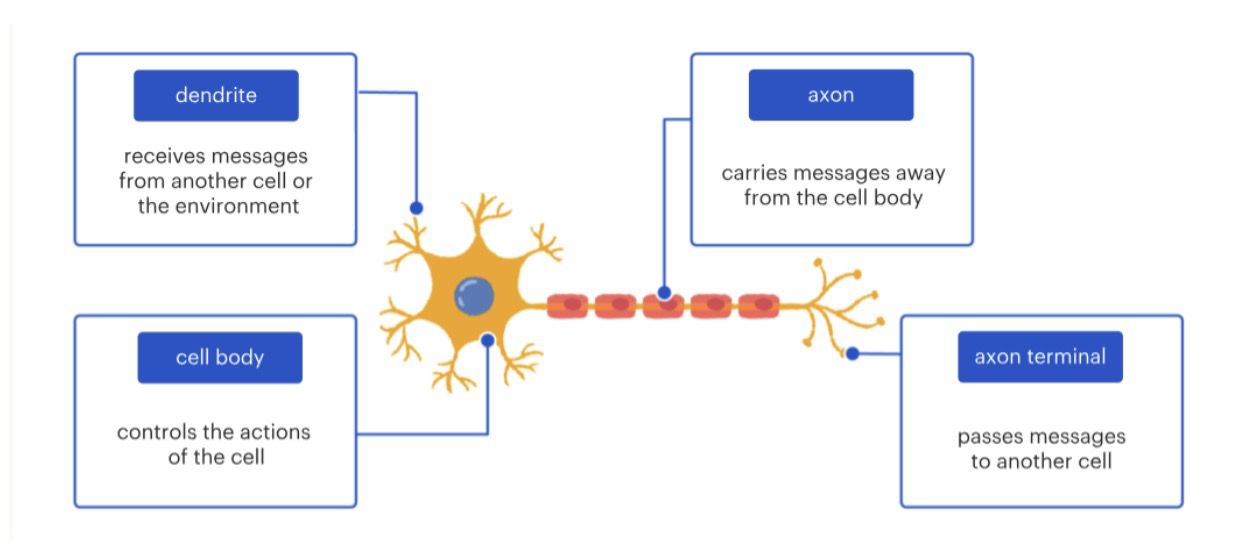 dendrite
receives messages
from another cell or
the environment
axon
carries messages away
from the cell body
cell body
controls the actions
of the cell
axon terminal
passes messages
to another cell